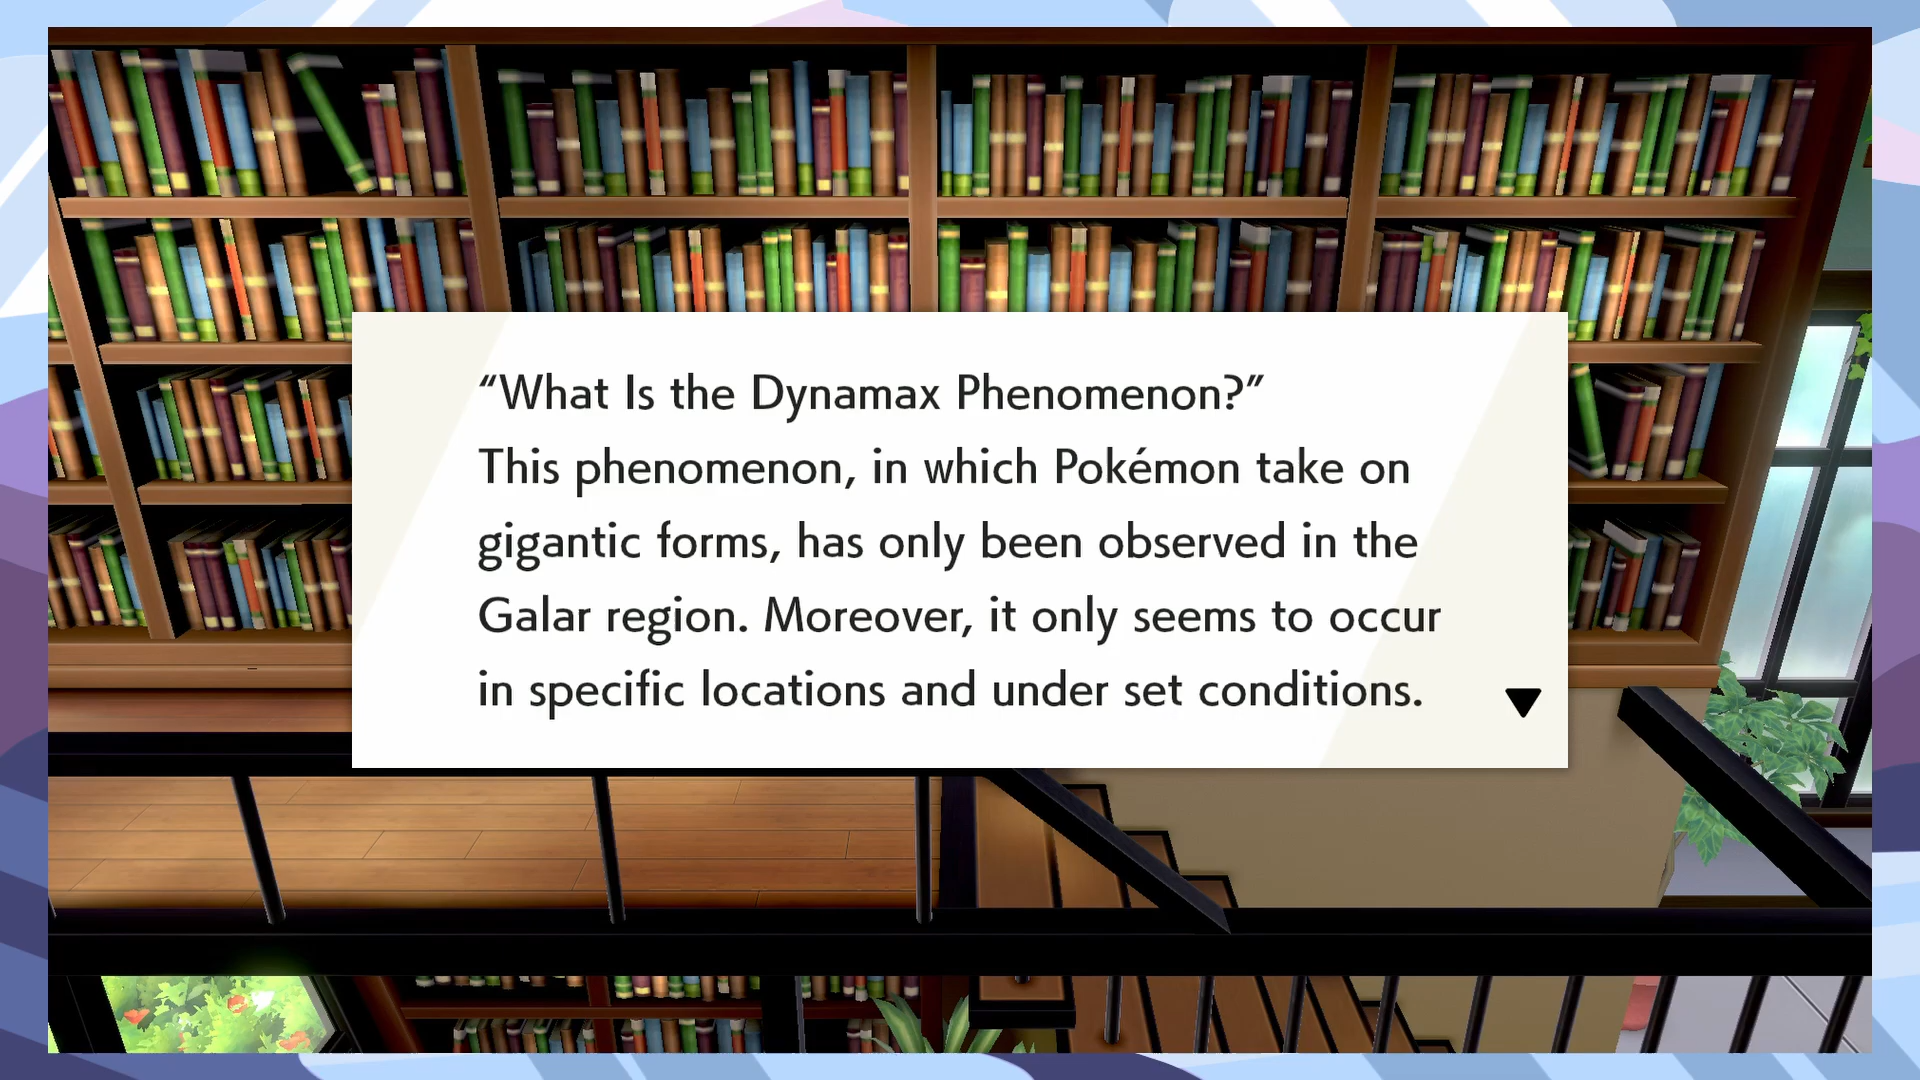 “What Is the Dynamax Phenomenon?”
This phenomenon, in which Pokémon take on
gigantic forms, has only been observed in the
Galar region. Moreover, it only seems to occur
in specific locations and under set conditions.